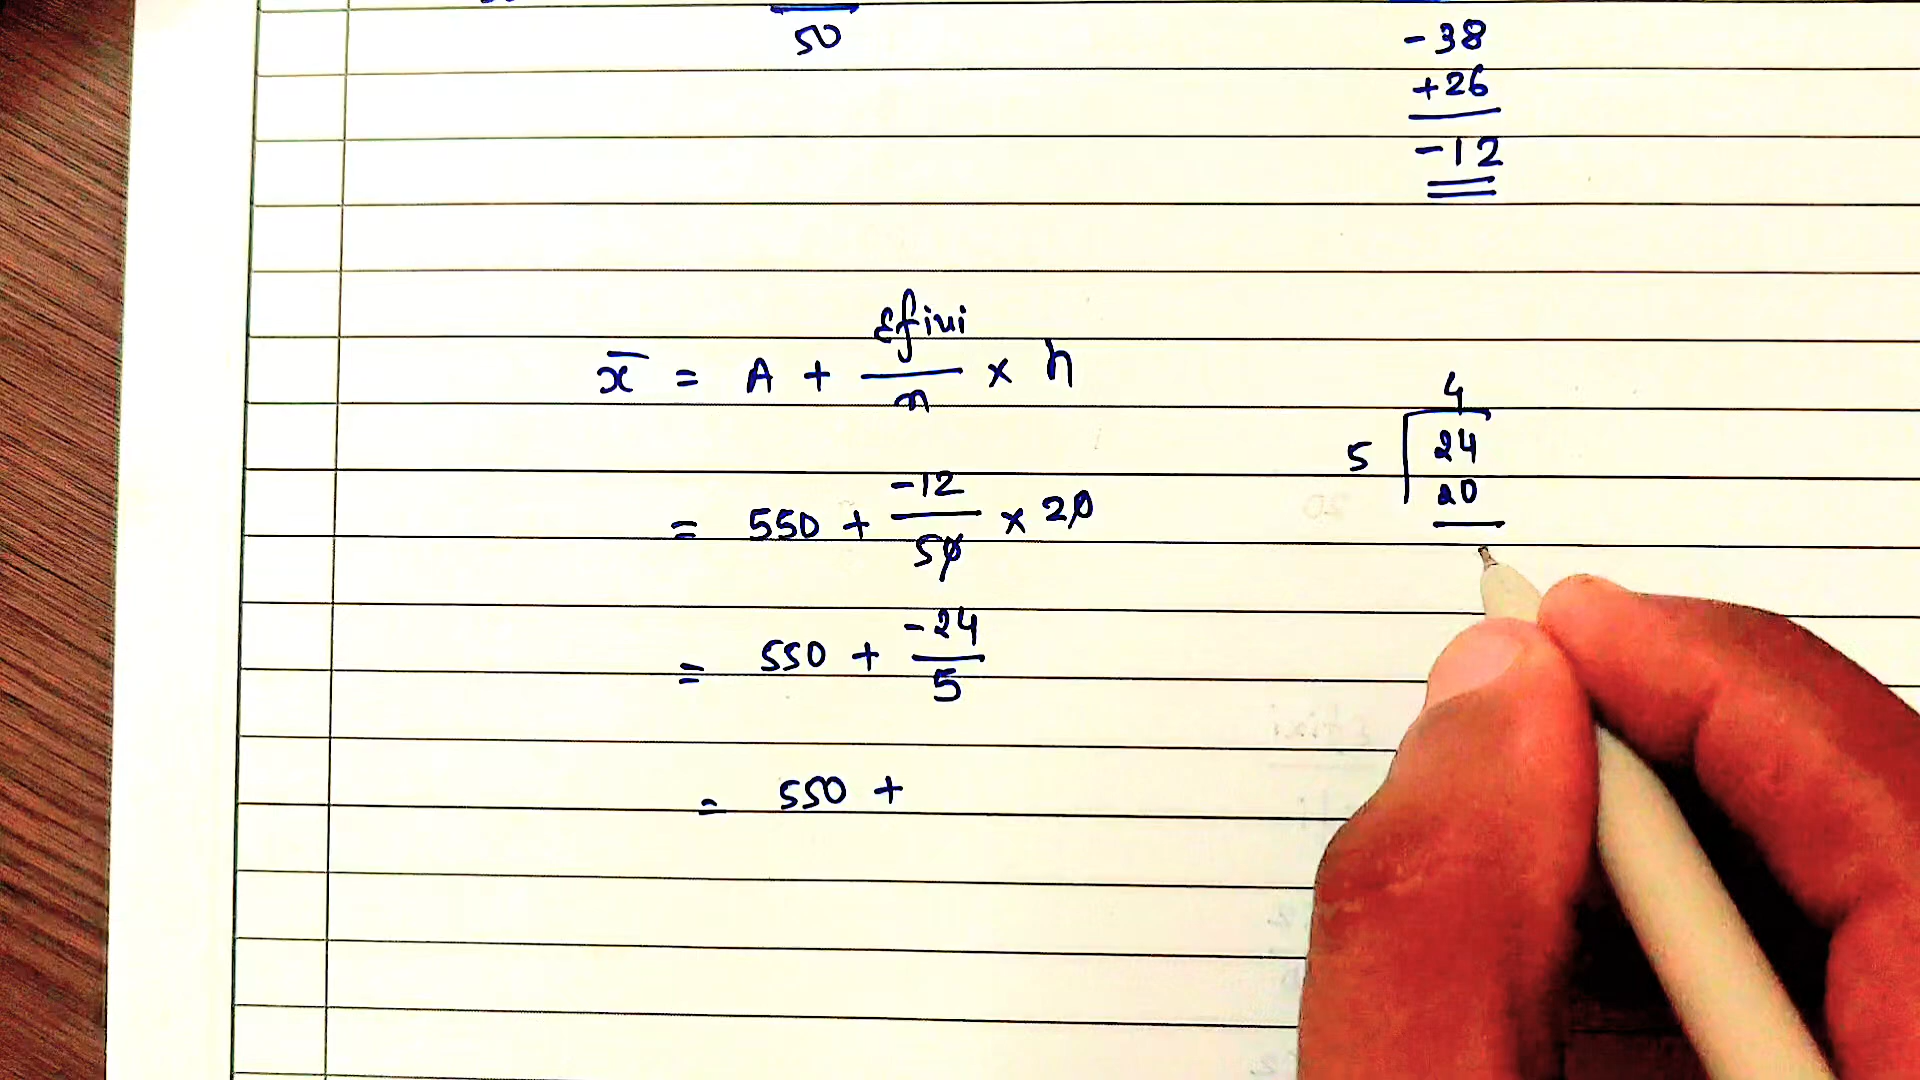 50
-38
+26
-12
x̄ = A + Σfiui/n × h
= 550 + -12/50 × 20
= 550 + -24/5
= 550 +
4
5 24
20